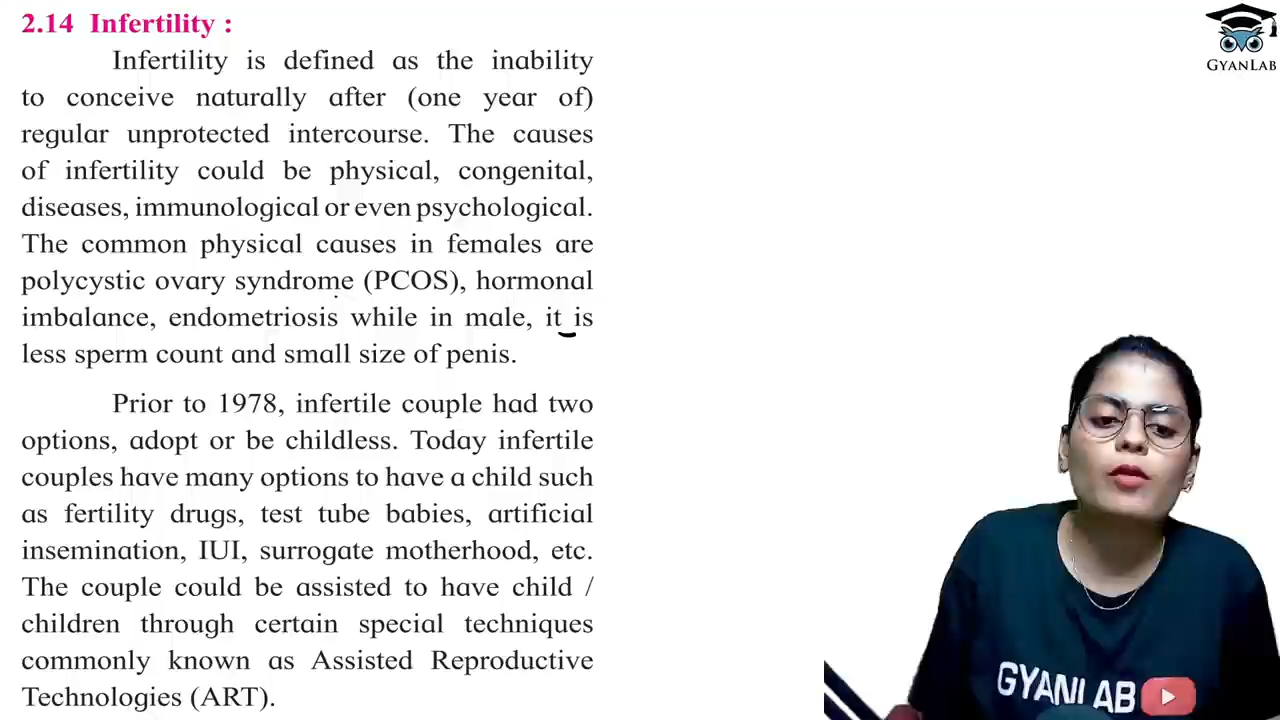 2.14 Infertility :
Infertility is defined as the inability
to conceive naturally after (one year of)
regular unprotected intercourse. The causes
of infertility could be physical, congenital,
diseases, immunological or even psychological.
The common physical causes in females are
polycystic ovary syndrome (PCOS), hormonal
imbalance, endometriosis while in male, it is
less sperm count and small size of penis.
Prior to 1978, infertile couple had two
options, adopt or be childless. Today infertile
couples have many options to have a child such
as fertility drugs, test tube babies, artificial
insemination, IUI, surrogate motherhood, etc.
The couple could be assisted to have child /
children through certain special techniques
commonly known as Assisted Reproductive
Technologies (ART).
GYANLAB
GYANLAB